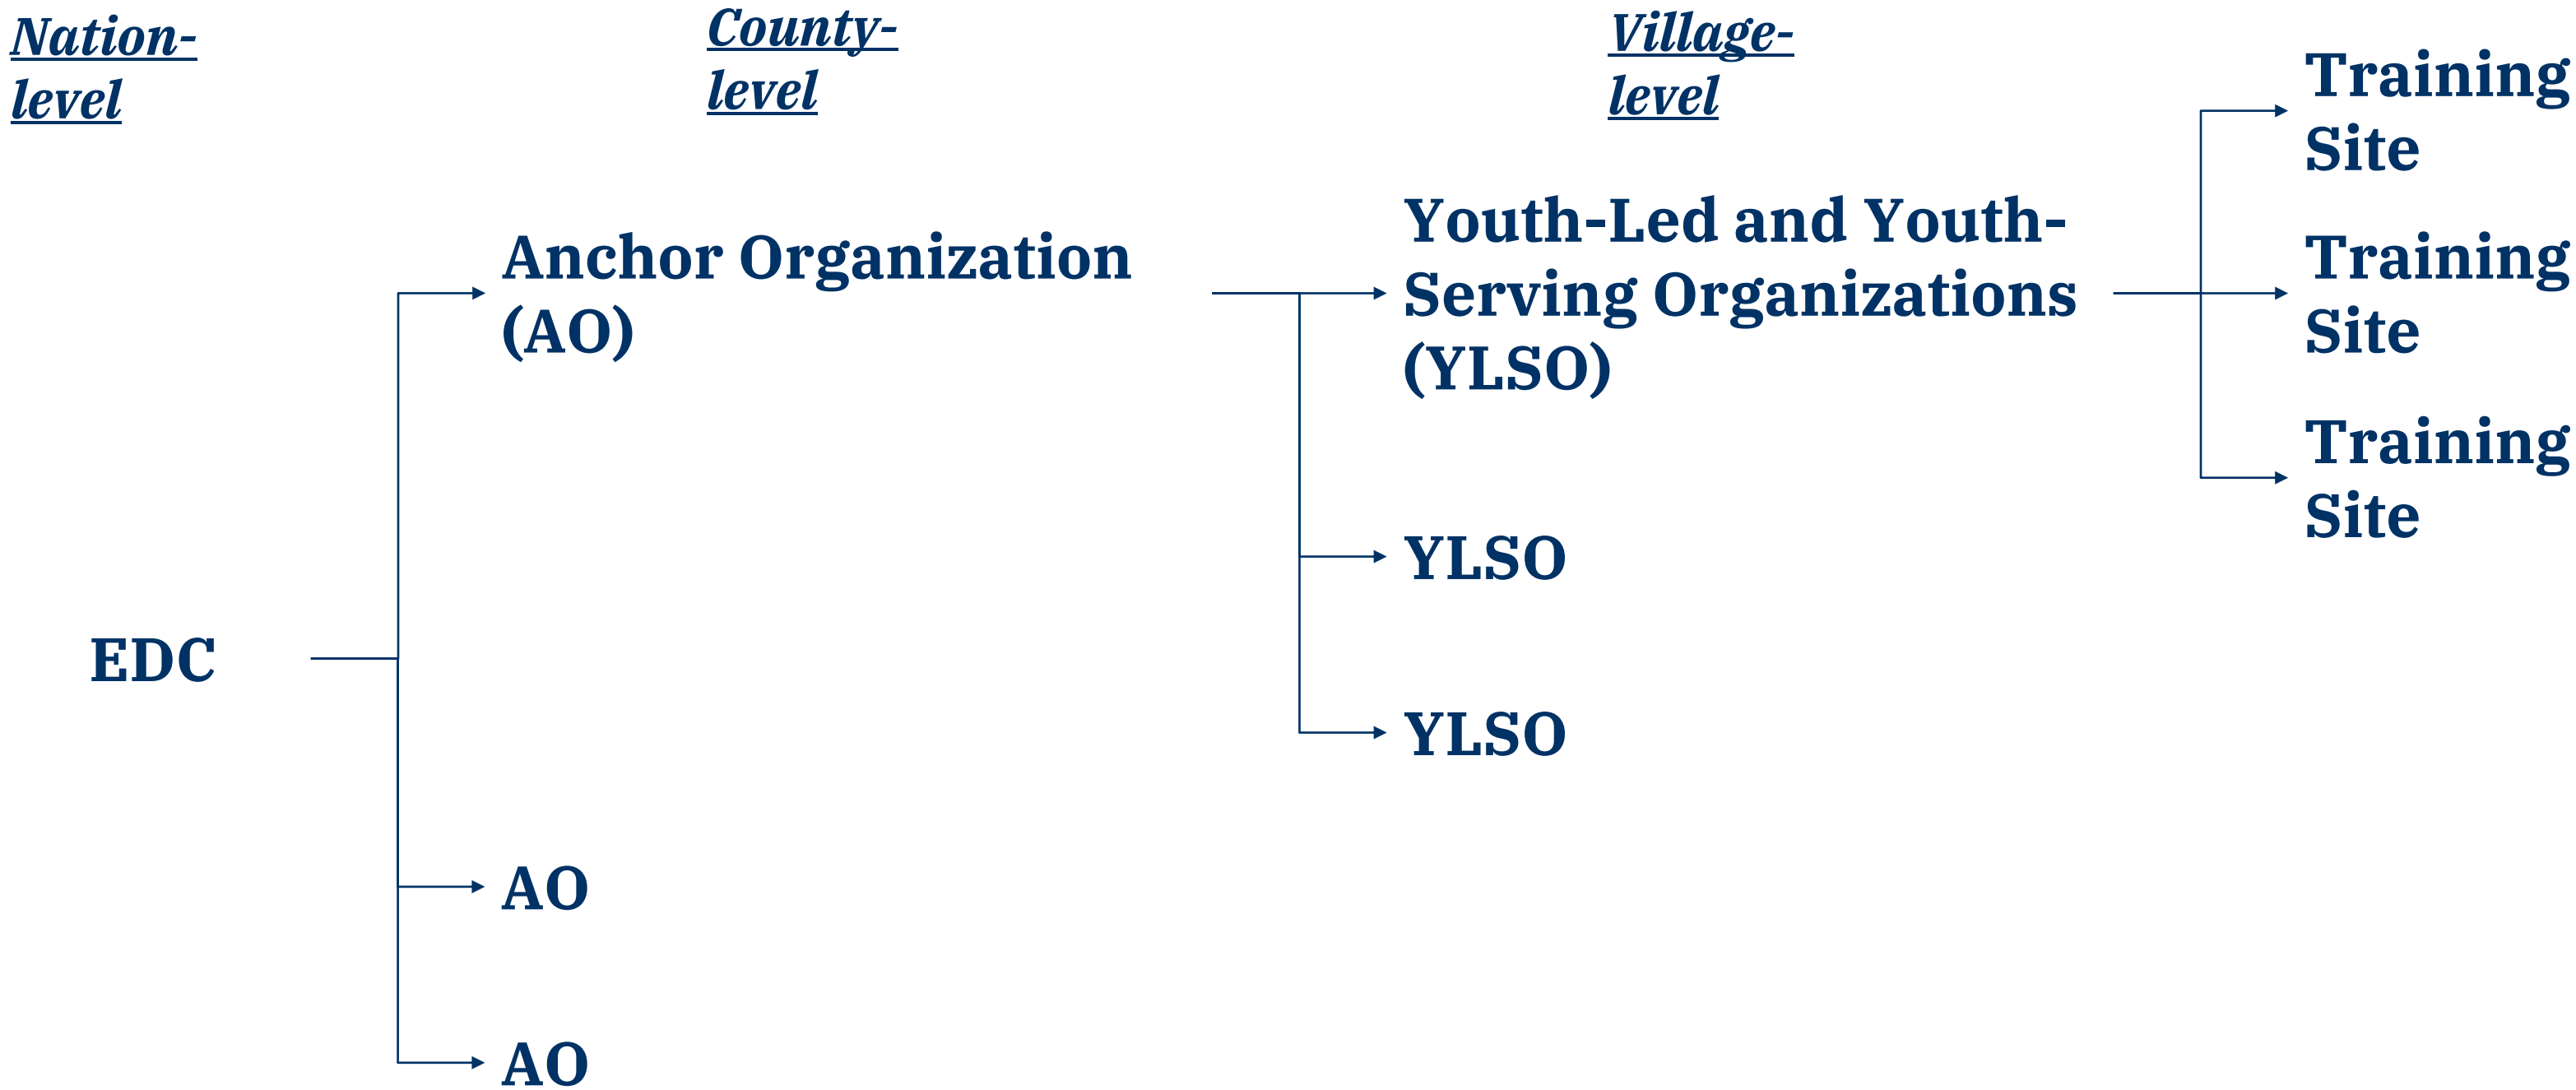 Nation-
level
County-
level
Village-
level
Training
Site
Anchor Organization
(AO)
Youth-Led and Youth-
Serving Organizations
(YLSO)
Training
Site
Training
Site
YLSO
EDC
YLSO
AO
AO